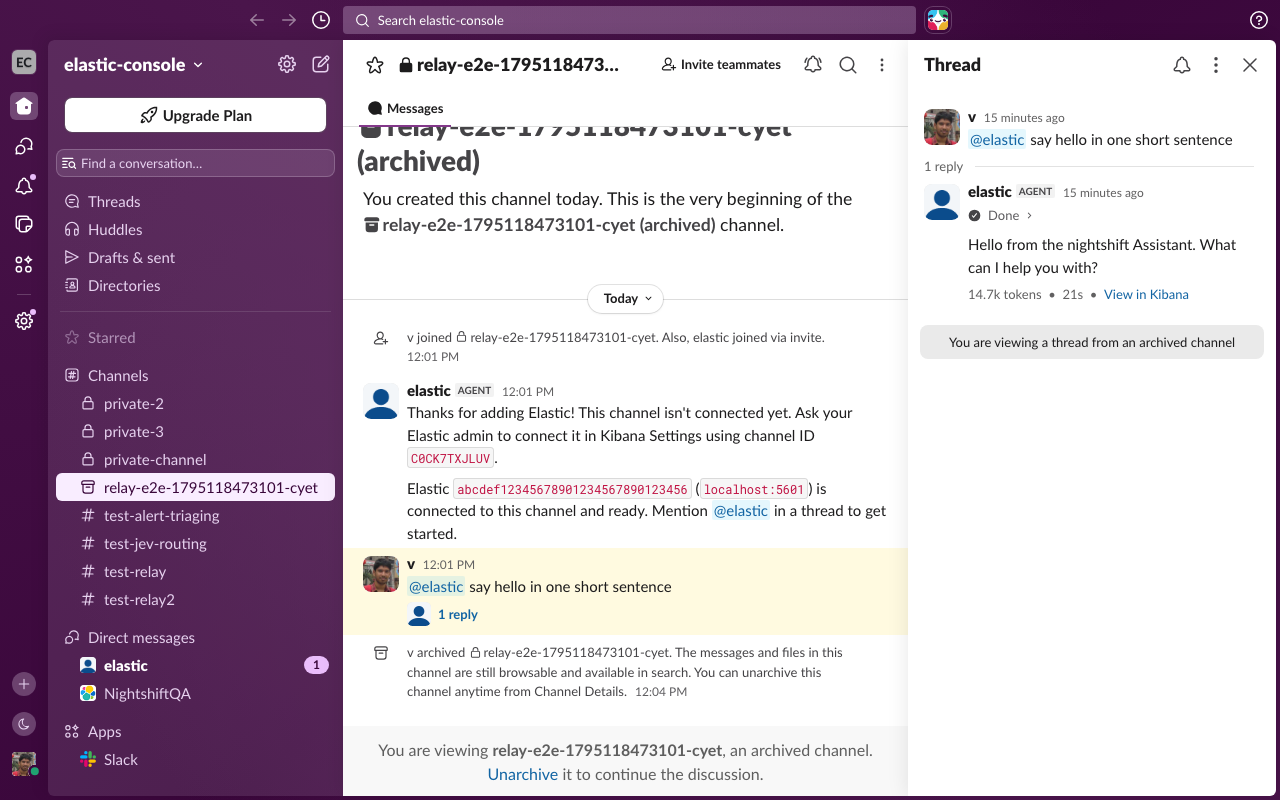 Search elastic-console
EC
elastic-console
Upgrade Plan
Find a conversation...
Threads
Huddles
Drafts & sent
Directories
Starred
Channels
private-2
private-3
private-channel
relay-e2e-1795118473101-cyet
test-alert-triaging
test-jev-routing
test-relay
test-relay2
Direct messages
elastic 1
NightshiftQA
Apps
Slack
relay-e2e-1795118473...
Invite teammates
Messages
relay-e2e-1795118473101-cyet
(archived)
You created this channel today. This is the very beginning of the
relay-e2e-1795118473101-cyet (archived) channel.
Today
v joined relay-e2e-1795118473101-cyet. Also, elastic joined via invite.
12:01 PM
elastic AGENT 12:01 PM
Thanks for adding Elastic! This channel isn't connected yet. Ask your
Elastic admin to connect it in Kibana Settings using channel ID
C0CK7TXJLUV.
Elastic abcdef12345678901234567890123456 (localhost:5601) is
connected to this channel and ready. Mention @elastic in a thread to get
started.
v 12:01 PM
@elastic say hello in one short sentence
1 reply
v archived relay-e2e-1795118473101-cyet. The messages and files in this
channel are still browsable and available in search. You can unarchive this
channel anytime from Channel Details. 12:04 PM
You are viewing relay-e2e-1795118473101-cyet, an archived channel.
Unarchive it to continue the discussion.
Thread
v 15 minutes ago
@elastic say hello in one short sentence
1 reply
elastic AGENT 15 minutes ago
Done
Hello from the nightshift Assistant. What
can I help you with?
14.7k tokens • 21s • View in Kibana
You are viewing a thread from an archived channel